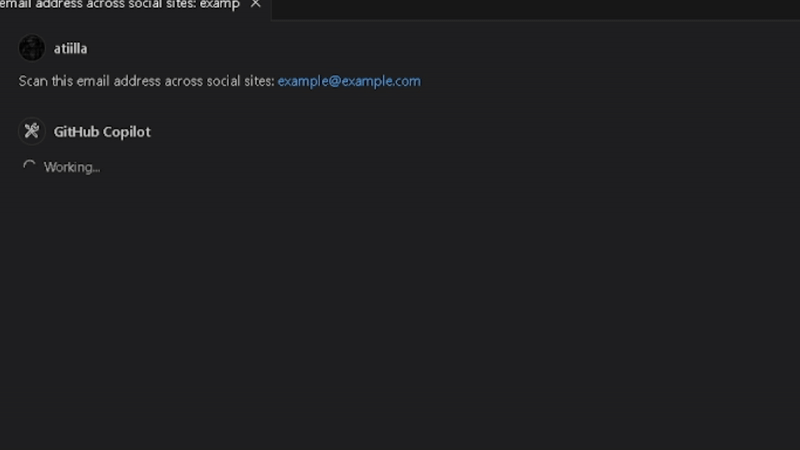 email address across social sites: examp
atiilla
Scan this email address across social sites: example@example.com
GitHub Copilot
Working...